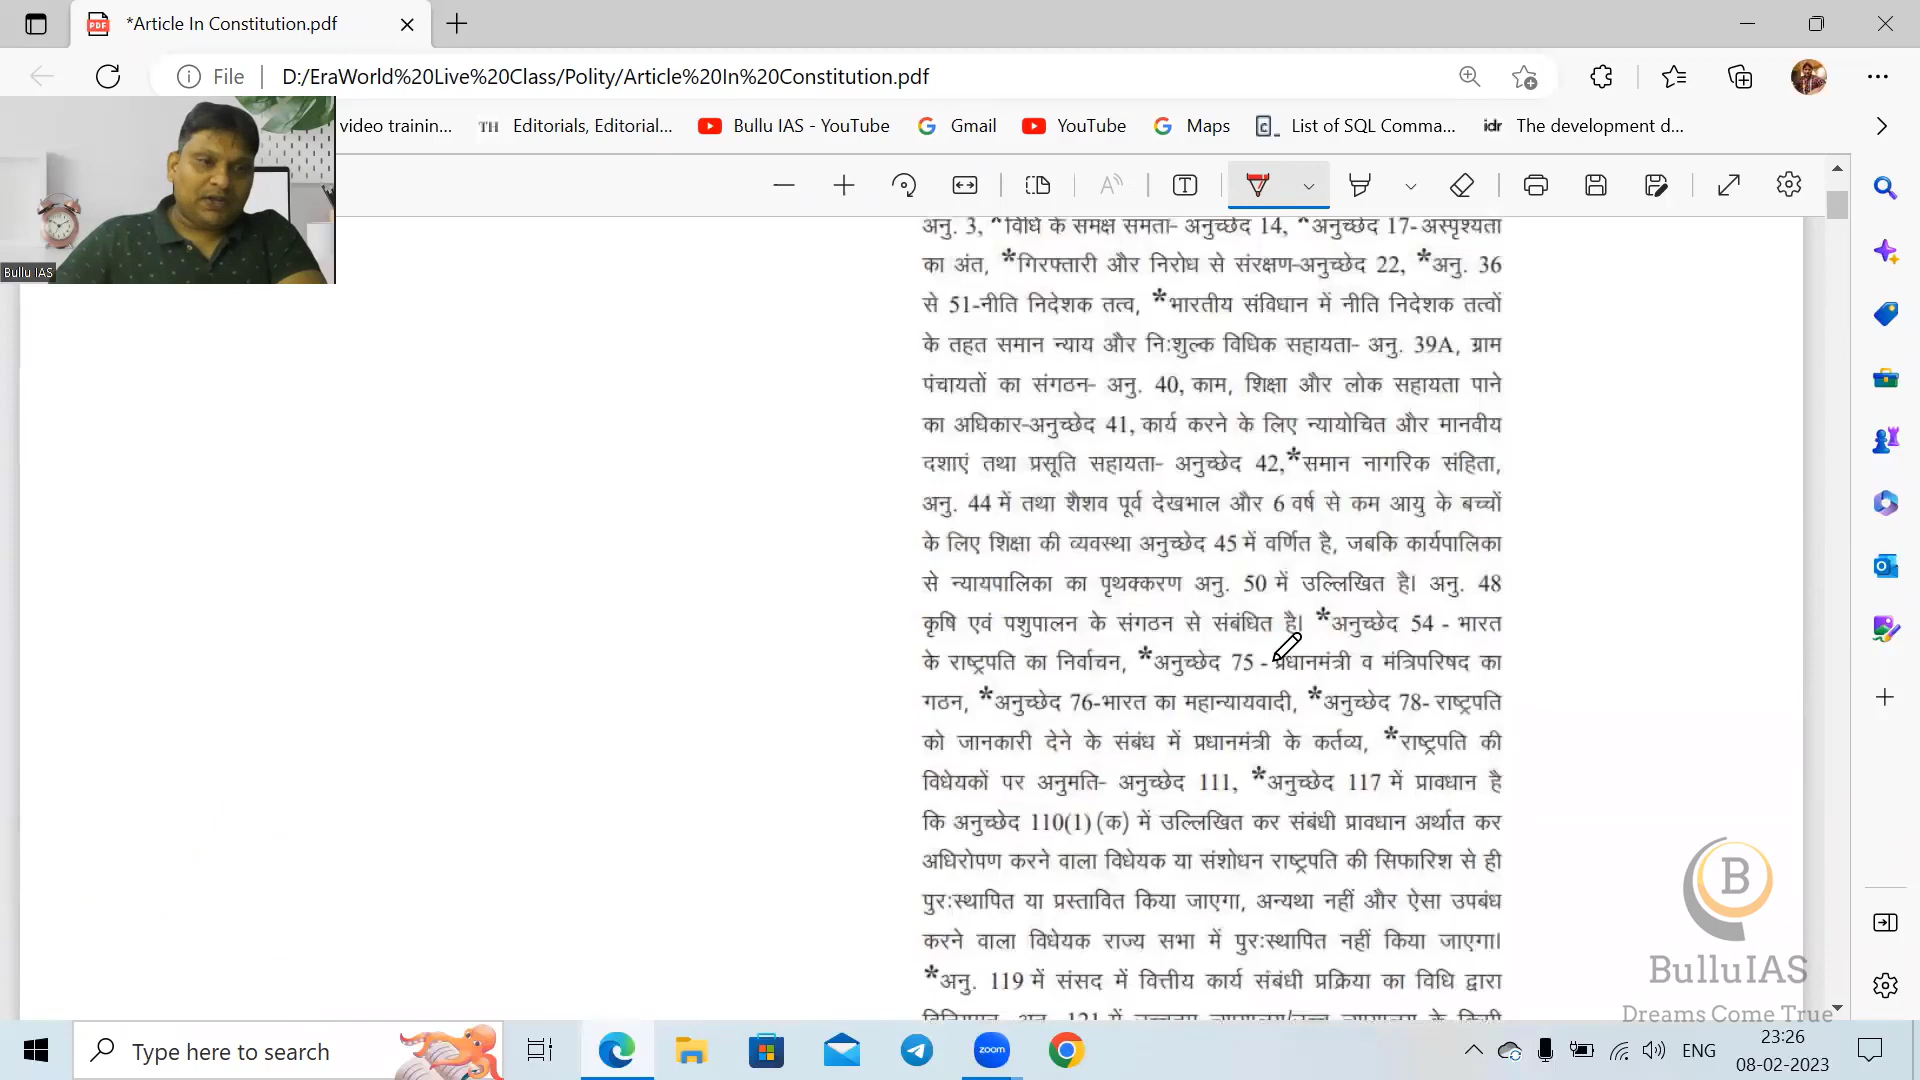 *Article In Constitution.pdf
File
D:/EraWorld%20Live%20Class/Polity/Article%20In%20Constitution.pdf
video trainin...
TH Editorials, Editorial...
Bullu IAS - YouTube
Gmail
YouTube
Maps
List of SQL Comma...
idr The development d...
Bullu IAS
अनु. 3, *विधि के समक्ष समता- अनुच्छेद 14, *अनुच्छेद 17- अस्पृश्यता
का अंत, *गिरफ्तारी और निरोध से संरक्षण-अनुच्छेद 22, *अनु. 36
से 51-नीति निदेशक तत्व, *भारतीय संविधान में नीति निदेशक तत्वों
के तहत समान न्याय और निःशुल्क विधिक सहायता- अनु. 39A, ग्राम
पंचायतों का संगठन- अनु. 40, काम, शिक्षा और लोक सहायता पाने
का अधिकार-अनुच्छेद 41, कार्य करने के लिए न्यायोचित और मानवीय
दशाएं तथा प्रसूति सहायता- अनुच्छेद 42,*समान नागरिक संहिता,
अनु. 44 में तथा शैशव पूर्व देखभाल और 6 वर्ष से कम आयु के बच्चों
के लिए शिक्षा की व्यवस्था अनुच्छेद 45 में वर्णित है, जबकि कार्यपालिका
से न्यायपालिका का पृथक्करण अनु. 50 में उल्लिखित है। अनु. 48
कृषि एवं पशुपालन के संगठन से संबंधित है। *अनुच्छेद 54 - भारत
के राष्ट्रपति का निर्वाचन, *अनुच्छेद 75 - प्रधानमंत्री व मंत्रिपरिषद का
गठन, *अनुच्छेद 76-भारत का महान्यायवादी, *अनुच्छेद 78- राष्ट्रपति
को जानकारी देने के संबंध में प्रधानमंत्री के कर्तव्य, *राष्ट्रपति की
विधेयकों पर अनुमति- अनुच्छेद 111, *अनुच्छेद 117 में प्रावधान है
कि अनुच्छेद 110(1) (क) में उल्लिखित कर संबंधी प्रावधान अर्थात कर
अधिरोपण करने वाला विधेयक या संशोधन राष्ट्रपति की सिफारिश से ही
पुरःस्थापित या प्रस्तावित किया जाएगा, अन्यथा नहीं और ऐसा उपबंध
करने वाला विधेयक राज्य सभा में पुरःस्थापित नहीं किया जाएगा।
*अनु. 119 में संसद में वित्तीय कार्य संबंधी प्रक्रिया का विधि द्वारा
B
BulluIAS
Dreams Come True
Type here to search
zoom
ENG
23:26
08-02-2023